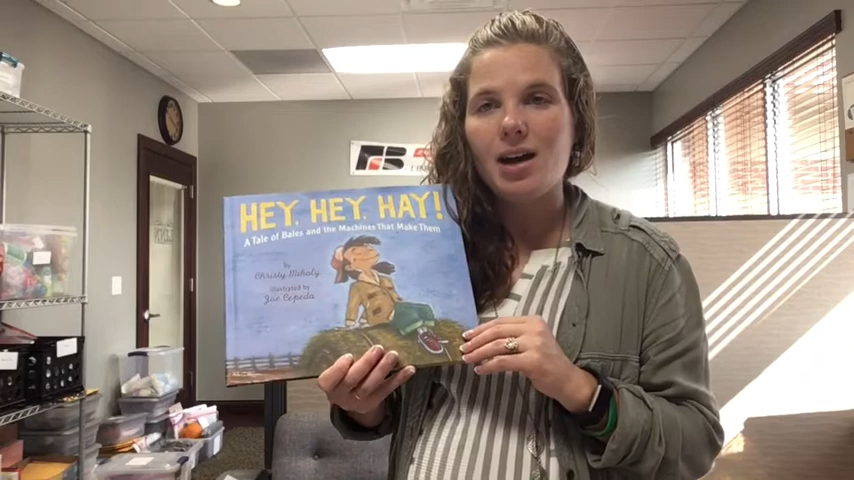 HEY, HEY, HAY!
A Tale of Bales and the Machines That Make Them
by
Christy Mihaly
illustrated by
Joe Cepeda
FB